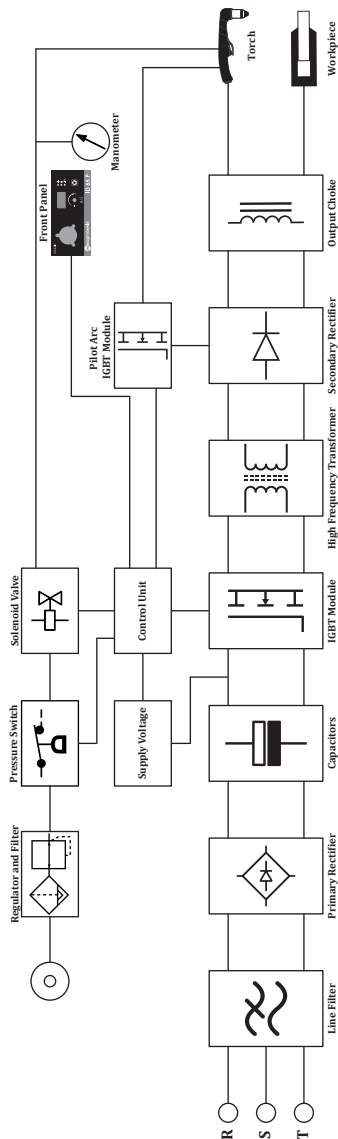 Regulator and Filter
Pressure Switch
Solenoid Valve
Front Panel
Manometer
Supply Voltage
Control Unit
Pilot Arc
IGBT Module
Torch
Workpiece
R
S
T
Line Filter
Primary Rectifier
Capacitors
IGBT Module
High Frequency Transformer
Secondary Rectifier
Output Choke